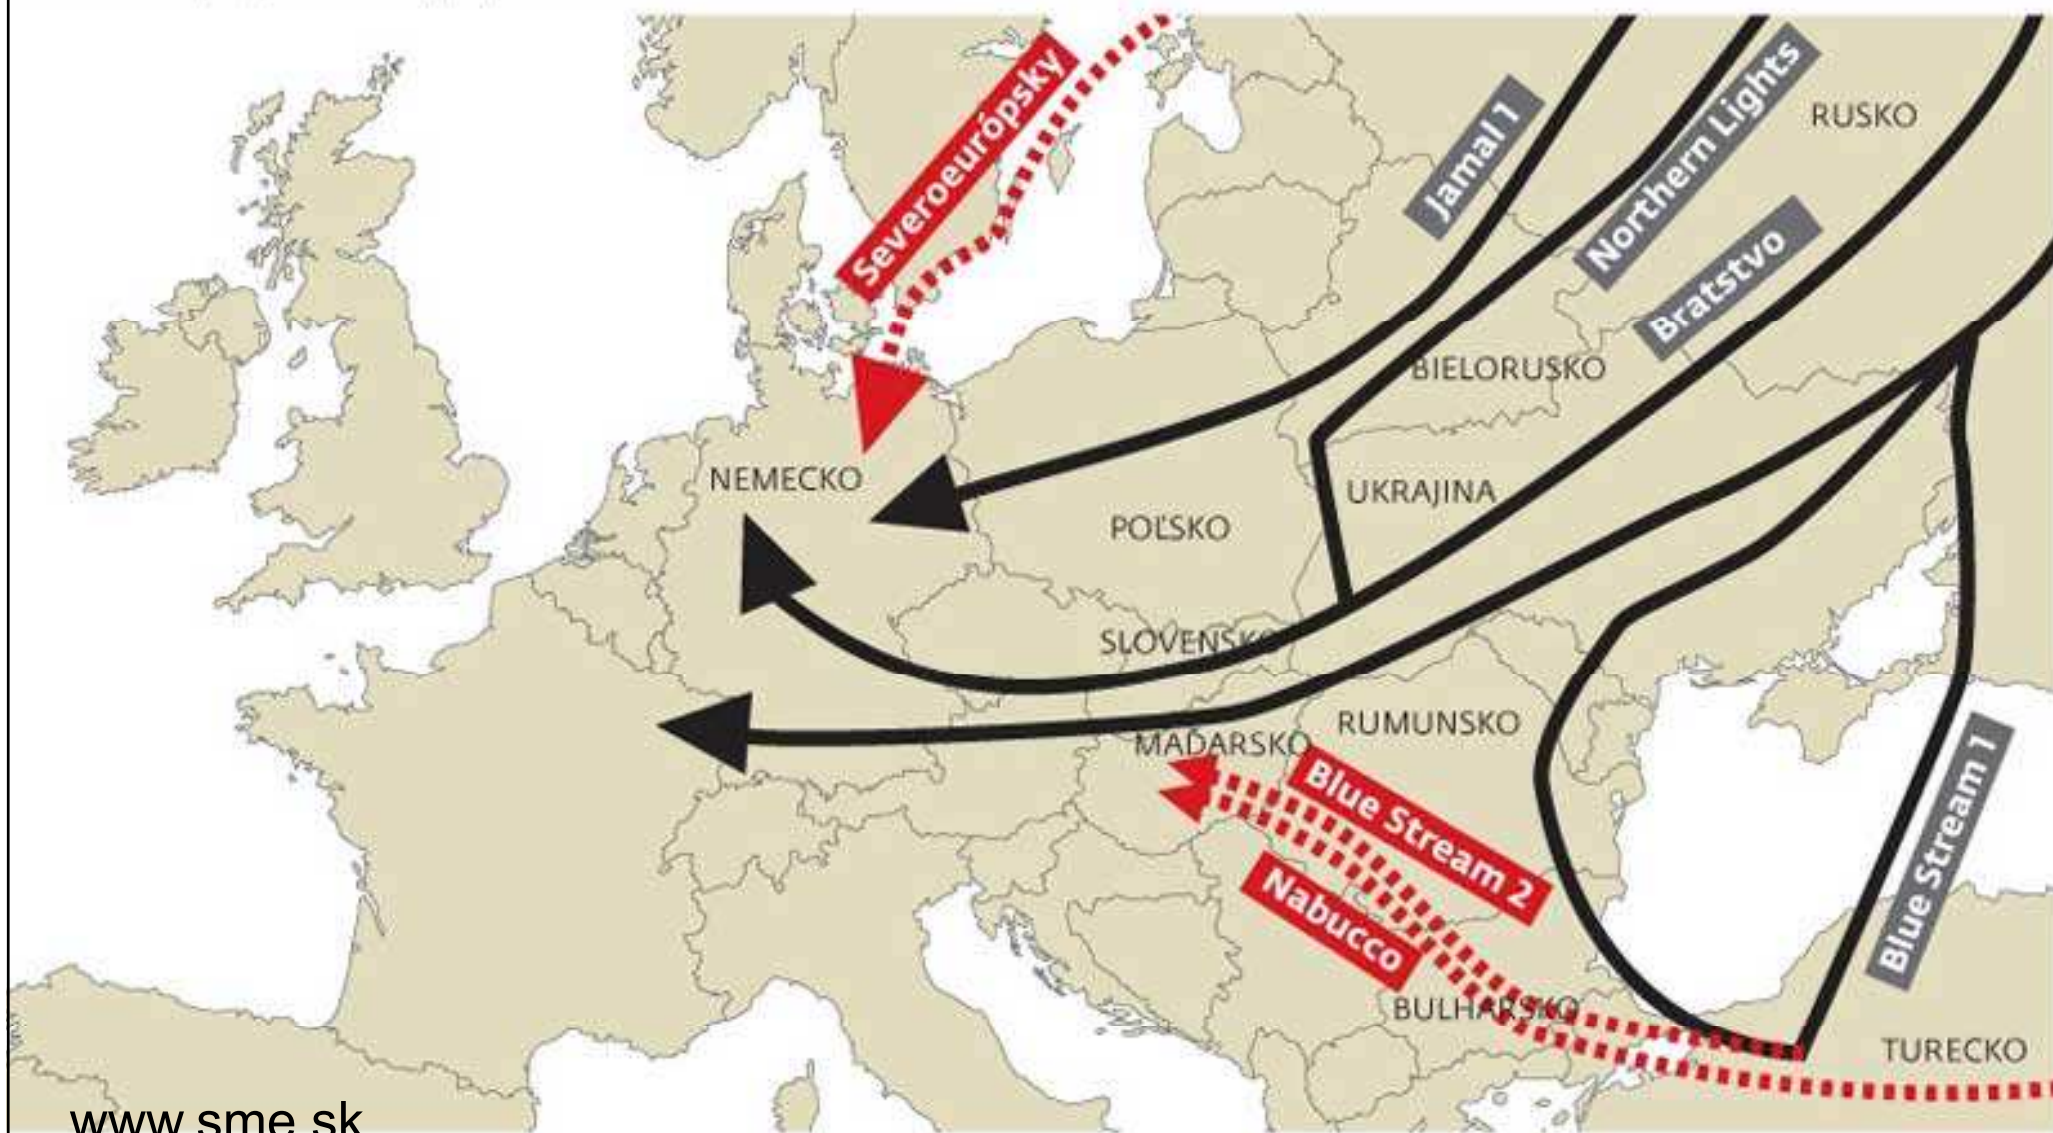 Severoeurópsky
Jamal 1
Northern Lights
RUSKO
Bratstvo
BIELORUSKO
NEMECKO
UKRAJINA
POĽSKO
SLOVENSKO
RUMUNSKO
MAĎARSKO
Blue Stream 2
Blue Stream 1
Nabucco
BULHARSKO
TURECKO
www.sme.sk